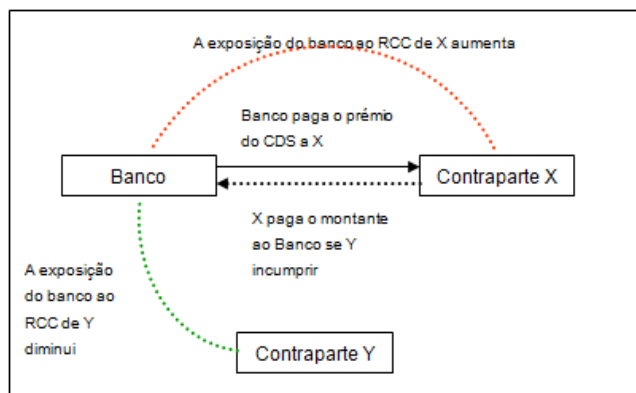 A exposição do banco ao RCC de X aumenta
Banco paga o prémio
do CDS a X
Banco
Contraparte X
X paga o montante
ao Banco se Y
incumprir
A exposição
do banco ao
RCC de Y
diminui
Contraparte Y